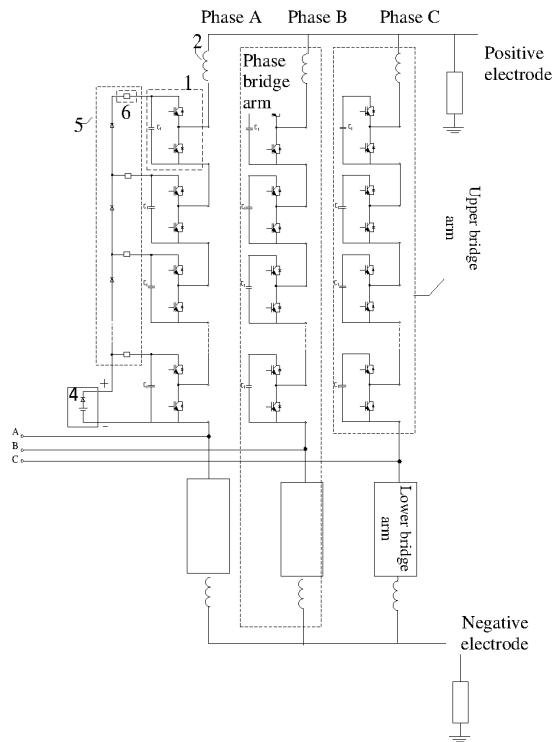 Phase A Phase B Phase C
2
Positive
electrode
Phase
bridge
arm
1
5
6
Upper bridge
arm
4
+
−
A
B
C
Lower bridge
arm
Negative
electrode